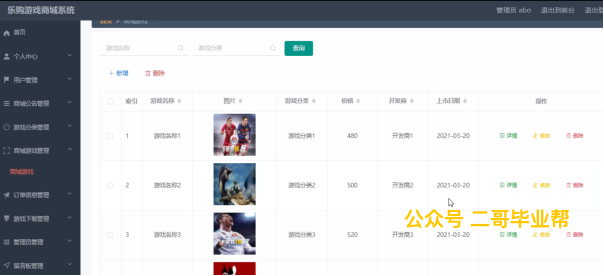 乐购游戏商城系统
管理员 abo 退出到前台
首页
商城游戏
首页
个人中心
用户管理
商城公告管理
游戏分类管理
商城游戏管理
商城游戏
订单信息管理
游戏下载管理
管理员管理
留言板管理
游戏名称 游戏分类 查询
新增 删除
索引 游戏名称 图片 游戏分类 价格 开发商 上市日期 操作
1 游戏名称1 游戏分类1 480 开发商1 2021-03-20 详情 修改 删除
2 游戏名称2 游戏分类2 500 开发商2 2021-03-20 详情 修改 删除
3 游戏名称3 游戏分类3 520 开发商3 2021-03-20 详情 修改 删除
公众号 二哥毕业帮